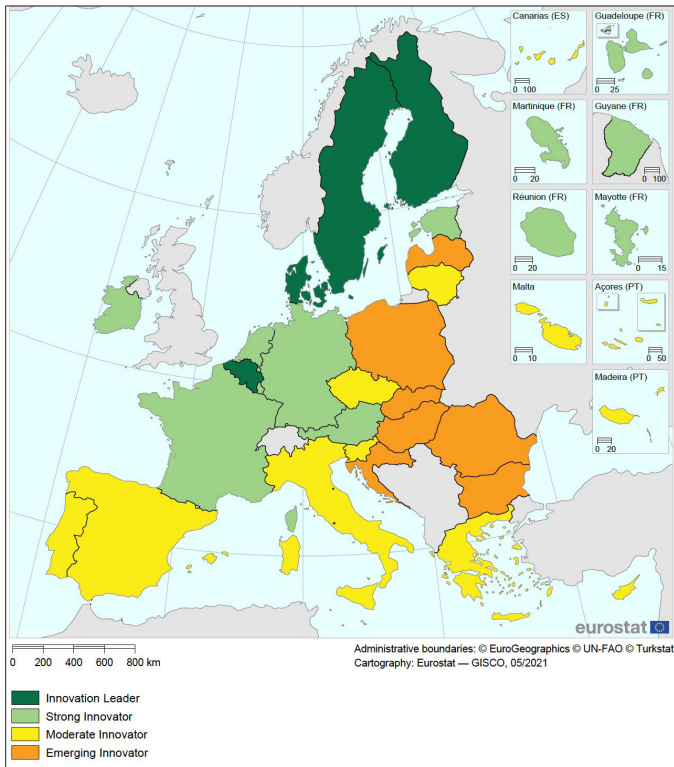 Canarias (ES)
0 100
Guadeloupe (FR)
0 25
Martinique (FR)
0 20
Guyane (FR)
0 100
Réunion (FR)
0 20
Mayotte (FR)
0 15
Malta
0 10
Açores (PT)
0 50
Madeira (PT)
0 20
eurostat
0 200 400 600 800 km
Administrative boundaries: © EuroGeographics © UN-FAO © Turkstat
Cartography: Eurostat — GISCO, 05/2021
Innovation Leader
Strong Innovator
Moderate Innovator
Emerging Innovator